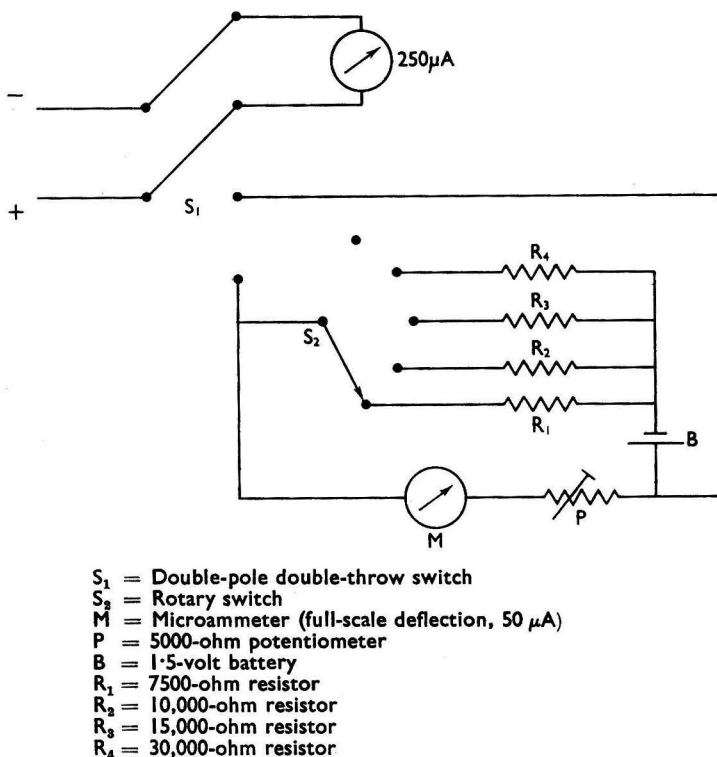 250μA
−
+
S₁
R₄
R₃
S₂
R₂
R₁
B
M
P
S₁ = Double-pole double-throw switch
S₂ = Rotary switch
M = Microammeter (full-scale deflection, 50 μA)
P = 5000-ohm potentiometer
B = 1·5-volt battery
R₁ = 7500-ohm resistor
R₂ = 10,000-ohm resistor
R₃ = 15,000-ohm resistor
R₄ = 30,000-ohm resistor